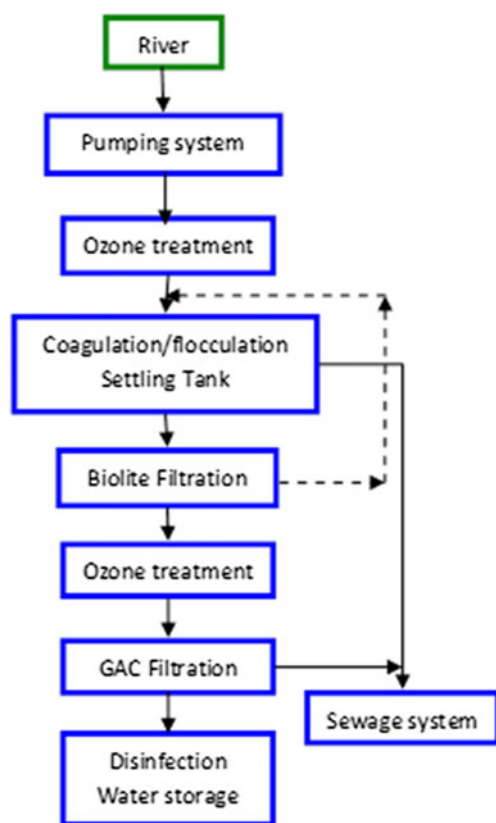 River
Pumping system
Ozone treatment
Coagulation/flocculation
Settling Tank
Biolite Filtration
Ozone treatment
GAC Filtration
Sewage system
Disinfection
Water storage